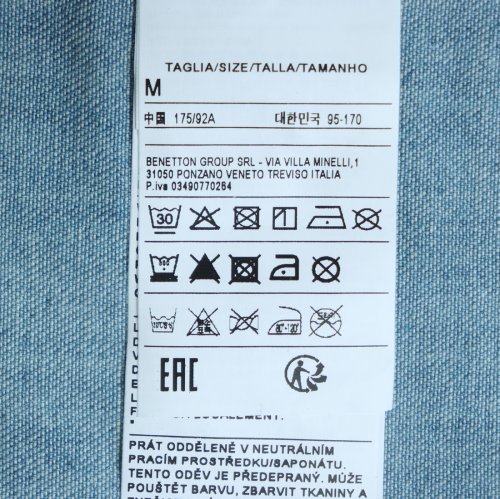 TAGLIA/SIZE/TALLA/TAMANHO
M
中国 175/92A 대한민국 95-170
BENETTON GROUP SRL - VIA VILLA MINELLI,1
31050 PONZANO VENETO TREVISO ITALIA
P.iva 03490770264
30
EAC
PRÁT ODDĚLENĚ V NEUTRÁLNÍM
PRACÍM PROSTŘEDKU/SAPONÁTU.
TENTO ODĚV JE PŘEDEPRANÝ. MŮŽE
POUŠTĚT BARVU, ZBARVIT TKANINY A